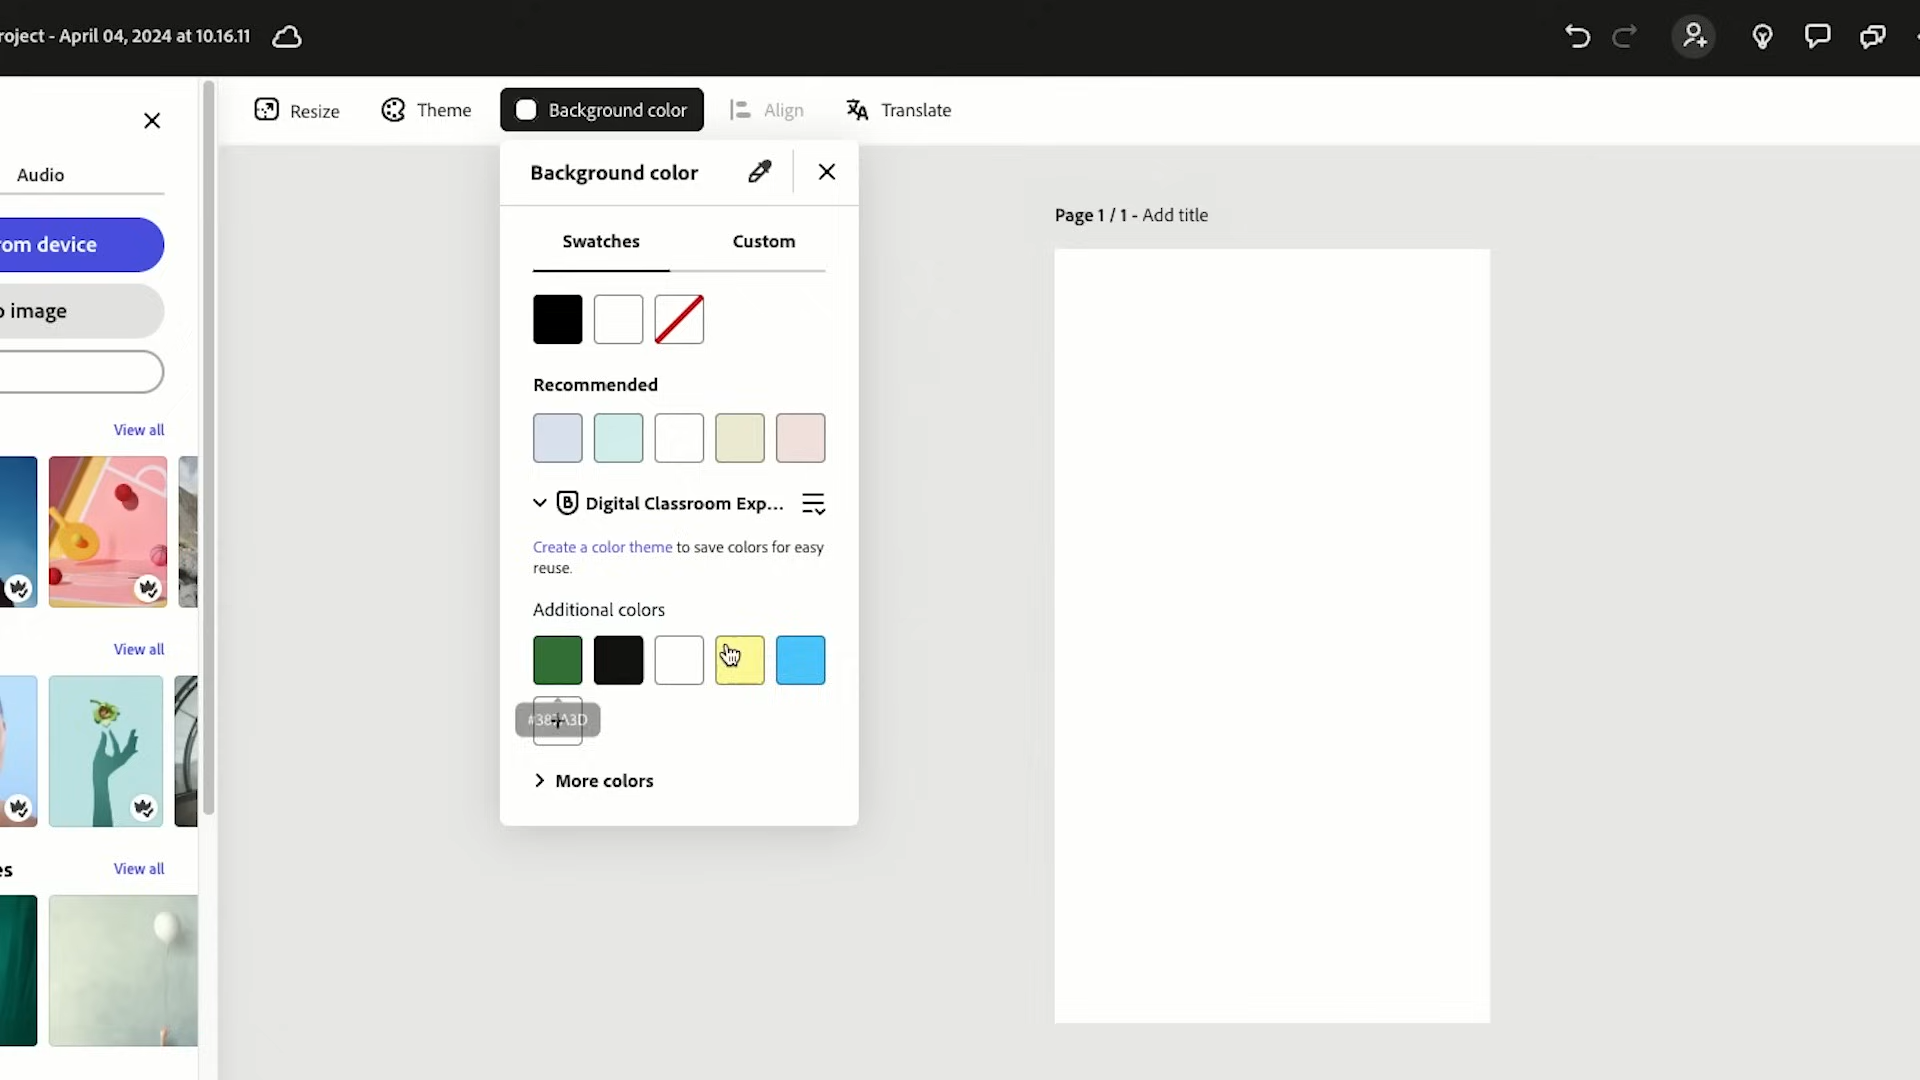 roject - April 04, 2024 at 10.16.11
Resize
Theme
Background color
Align
Translate
Audio
om device
o image
View all
View all
es
View all
Background color
Swatches
Custom
Recommended
B
Digital Classroom Exp...
Create a color theme to save colors for easy
reuse.
Additional colors
More colors
Page 1 / 1 - Add title